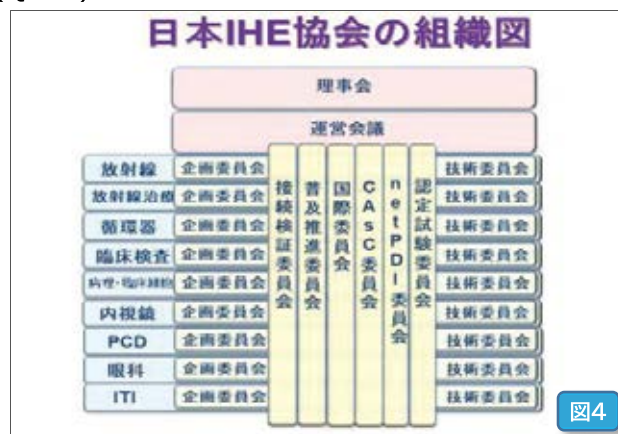 日本IHE協会の組織図
理事会
運営会議
放射線 企画委員会 技術委員会
放射線治療 企画委員会 技術委員会
循環器 企画委員会 技術委員会
臨床検査 企画委員会 技術委員会
病理・臨床細胞 企画委員会 技術委員会
内視鏡 企画委員会 技術委員会
PCD 企画委員会 技術委員会
眼科 企画委員会 技術委員会
ITI 企画委員会 技術委員会
接続検証委員会
普及推進委員会
国際委員会
CAsC委員会
netPDI委員会
認定試験委員会
図4